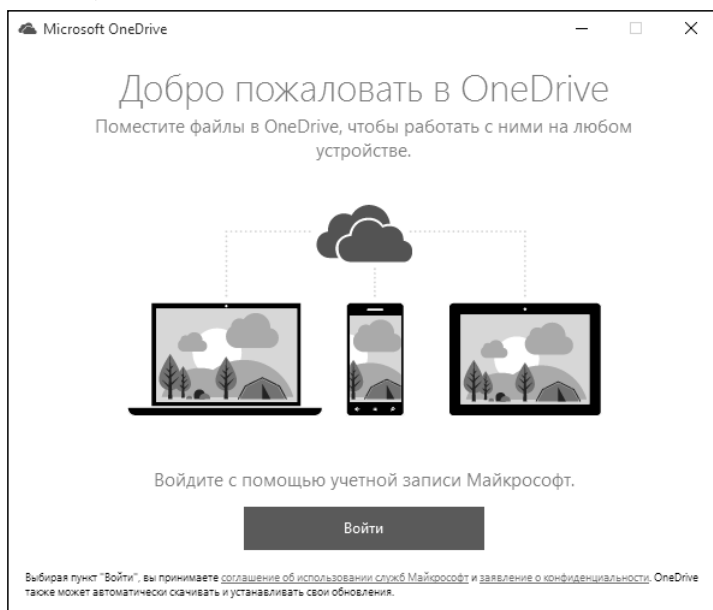 Microsoft OneDrive
Добро пожаловать в OneDrive
Поместите файлы в OneDrive, чтобы работать с ними на любом
устройстве.
Войдите с помощью учетной записи Майкрософт.
Войти
Выбирая пункт "Войти", вы принимаете соглашение об использовании служб Майкрософт и заявление о конфиденциальности. OneDrive
также может автоматически скачивать и устанавливать свои обновления.